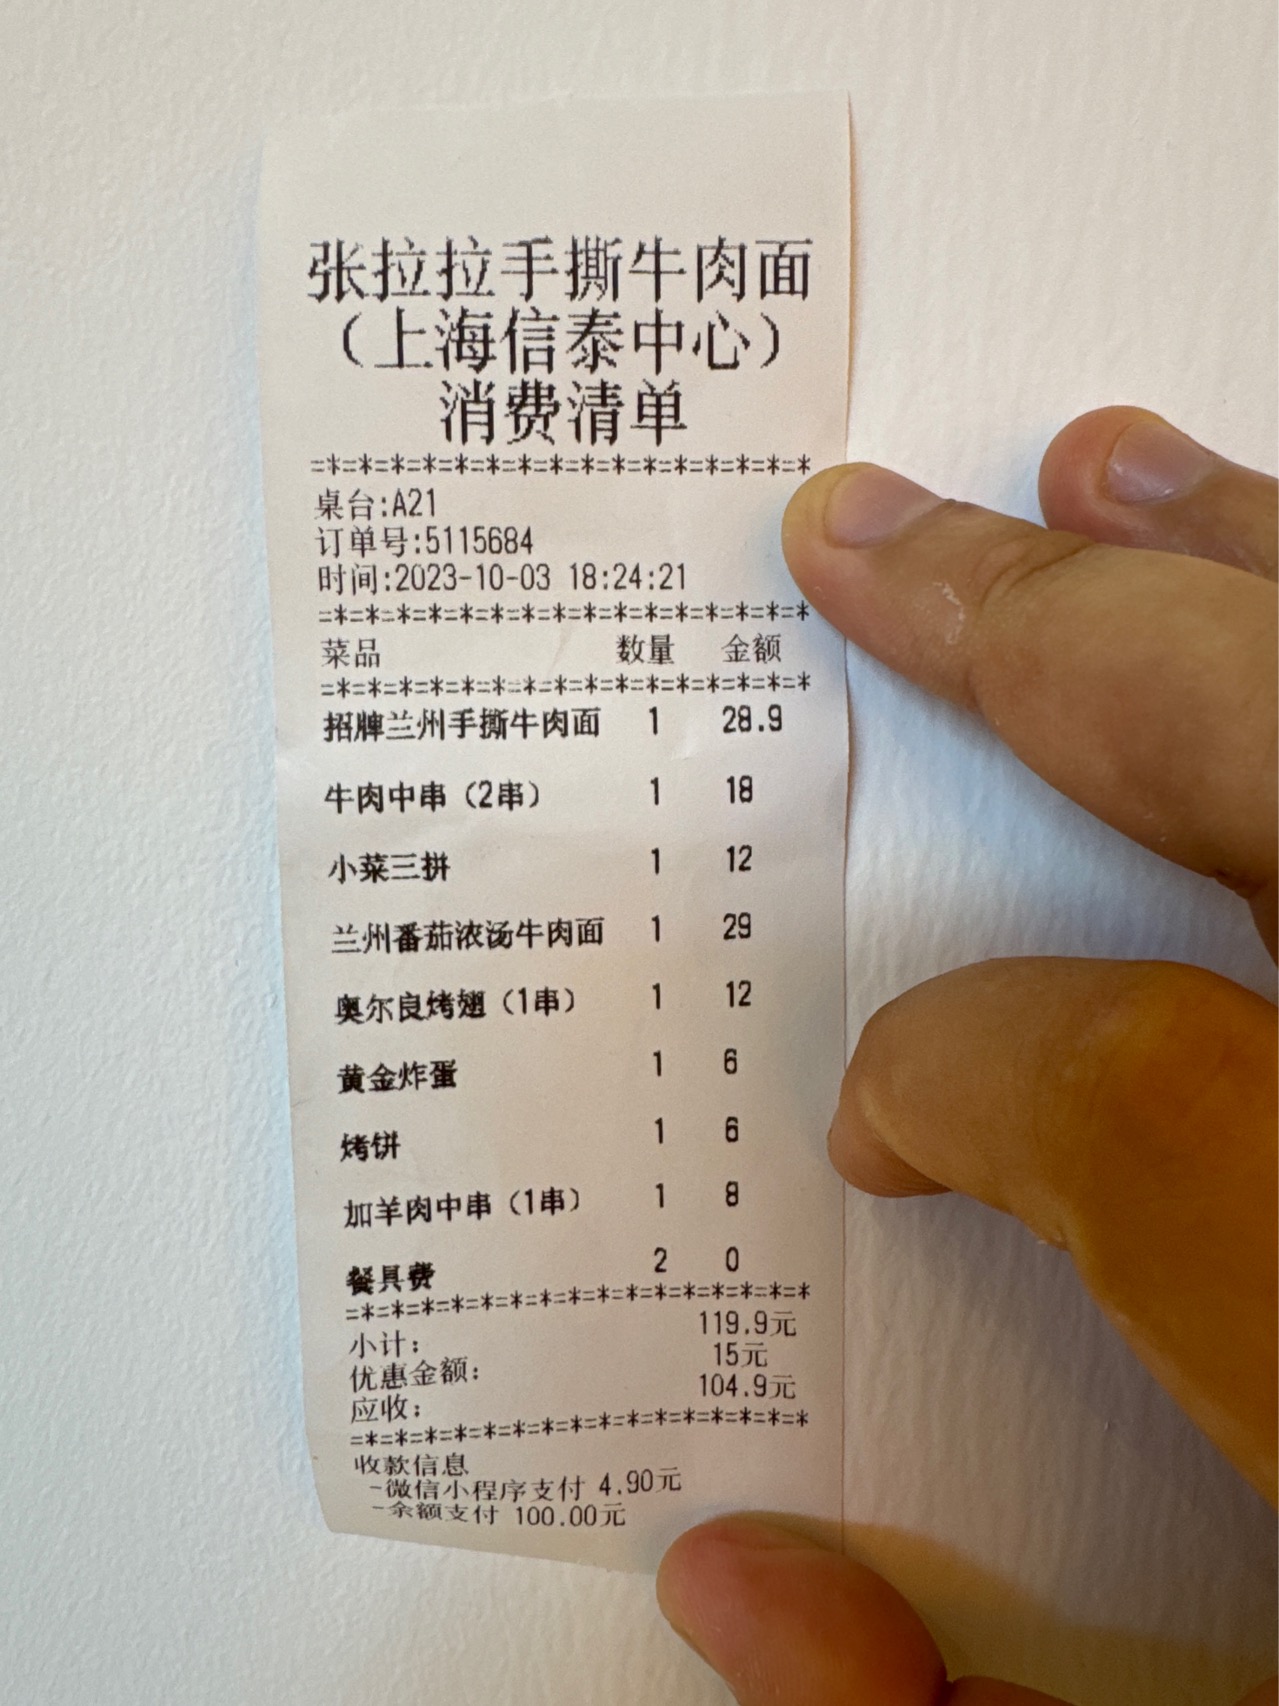 张拉拉手撕牛肉面
（上海信泰中心）
消费清单
=*=*=*=*=*=*=*=*=*=*=*=*=*=*=*=*
桌台:A21
订单号:5115684
时间:2023-10-03 18:24:21
=*=*=*=*=*=*=*=*=*=*=*=*=*=*=*=*
菜品 数量 金额
=*=*=*=*=*=*=*=*=*=*=*=*=*=*=*=*
招牌兰州手撕牛肉面 1 28.9
牛肉中串（2串） 1 18
小菜三拼 1 12
兰州番茄浓汤牛肉面 1 29
奥尔良烤翅（1串） 1 12
黄金炸蛋 1 6
烤饼 1 6
加羊肉中串（1串） 1 8
餐具费 2 0
=*=*=*=*=*=*=*=*=*=*=*=*=*=*=*=*
小计: 119.9元
优惠金额: 15元
应收: 104.9元
=*=*=*=*=*=*=*=*=*=*=*=*=*=*=*=*
收款信息
-微信小程序支付 4.90元
-余额支付 100.00元